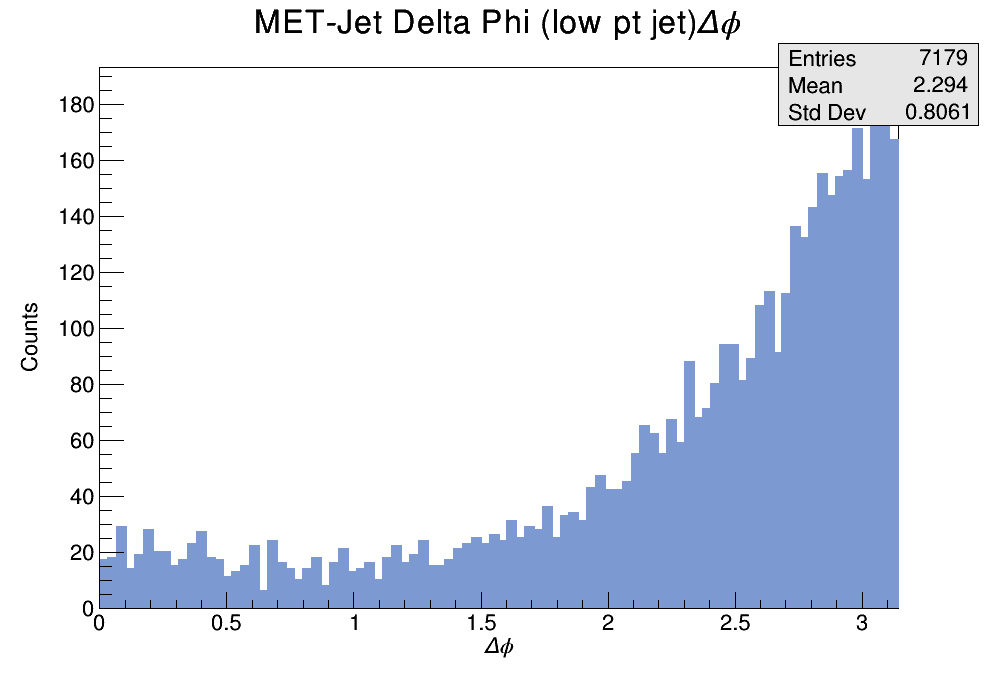 MET-Jet Delta Phi (low pt jet)Δϕ
Entries 7179
Mean 2.294
Std Dev 0.8061
180
160
140
120
100
80
60
40
20
0
Counts
0 0.5 1 1.5 2 2.5 3
Δϕ